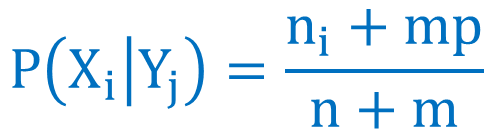 P(Xᵢ|Yⱼ) = (nᵢ + mp) / (n + m)